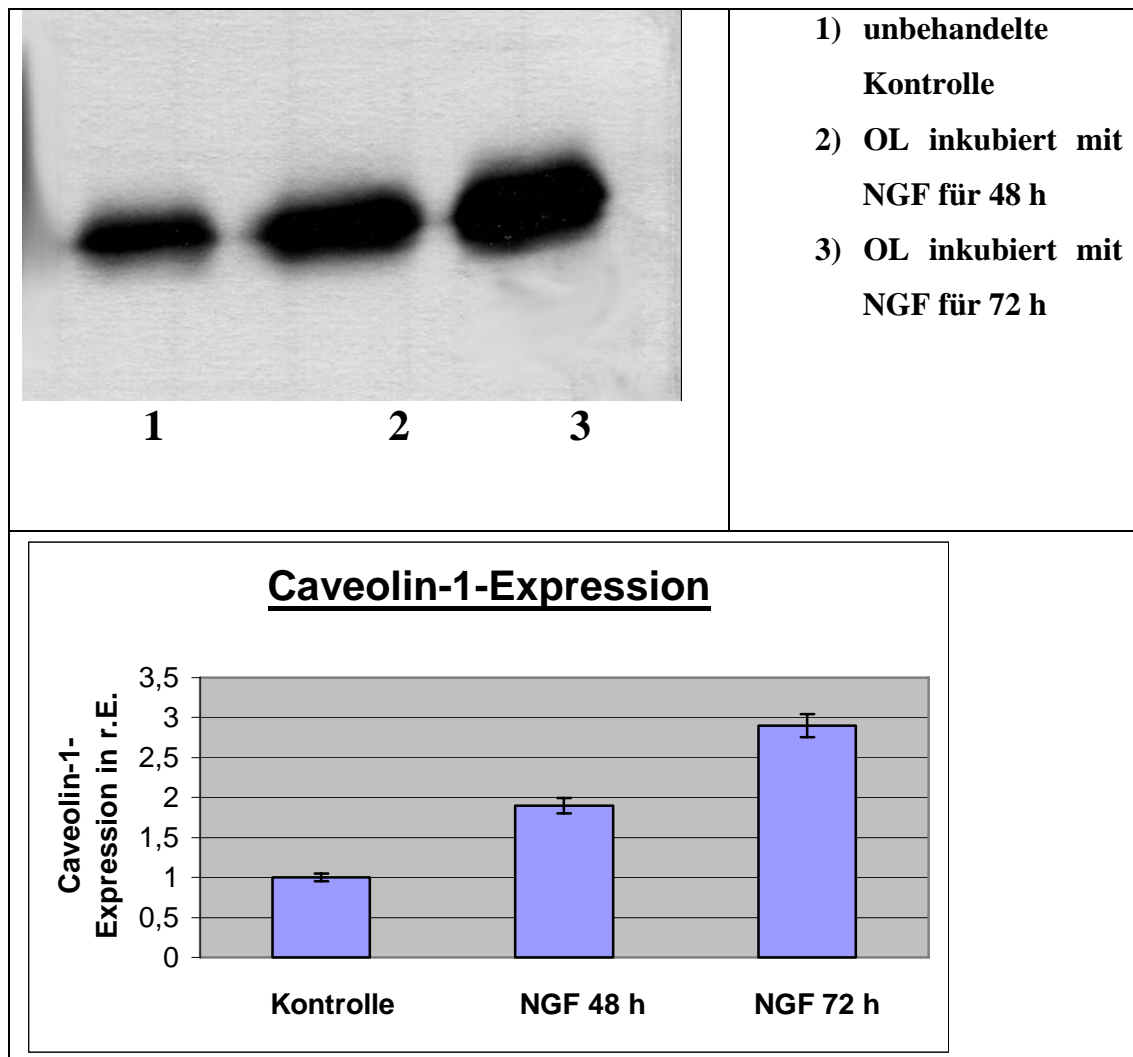 1) unbehandelte
Kontrolle
2) OL inkubiert mit
NGF für 48 h
3) OL inkubiert mit
NGF für 72 h
1 2 3
Caveolin-1-Expression
Caveolin-1-
Expression in r.E.
3,5
3
2,5
2
1,5
1
0,5
0
Kontrolle NGF 48 h NGF 72 h